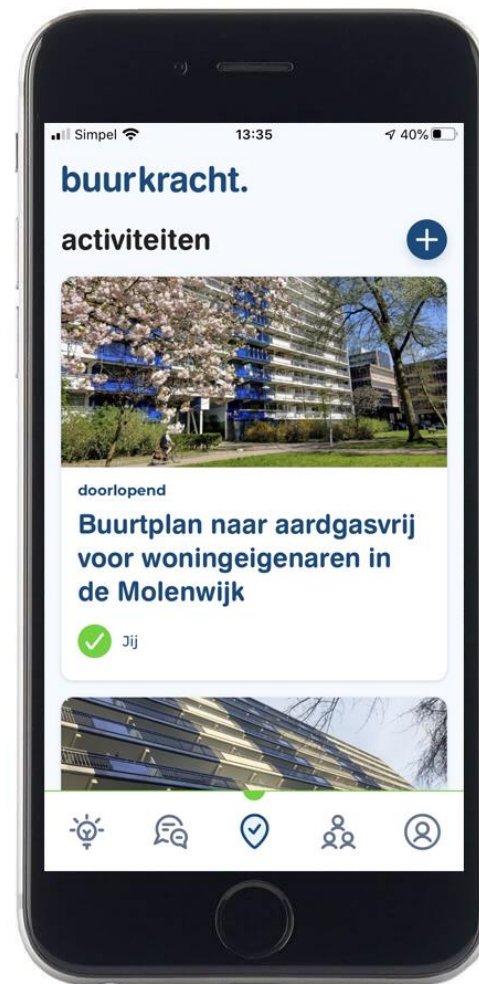 Simpel 13:35 40%
buurkracht.
activiteiten
doorlopend
Buurtplan naar aardgasvrij
voor woningeigenaren in
de Molenwijk
Jij